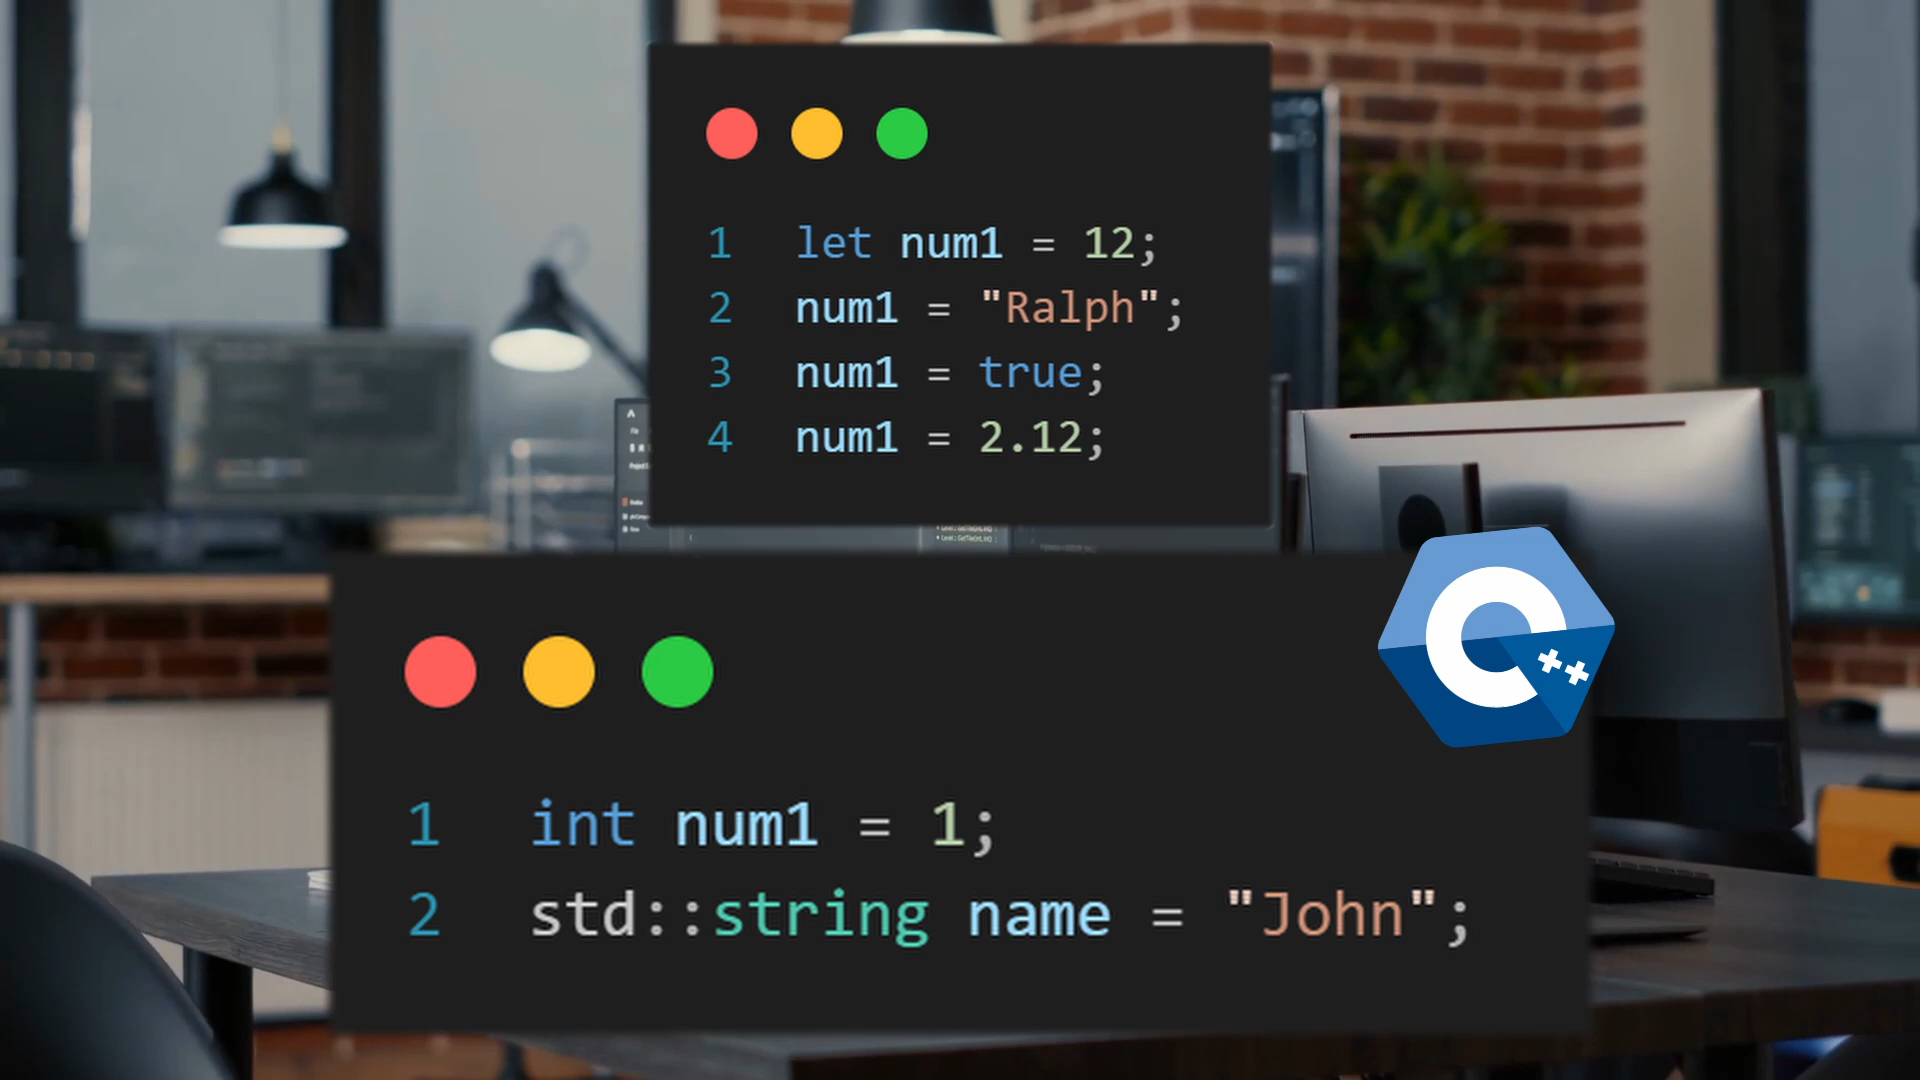 1 let num1 = 12;
2 num1 = "Ralph";
3 num1 = true;
4 num1 = 2.12;
C++
1 int num1 = 1;
2 std::string name = "John";